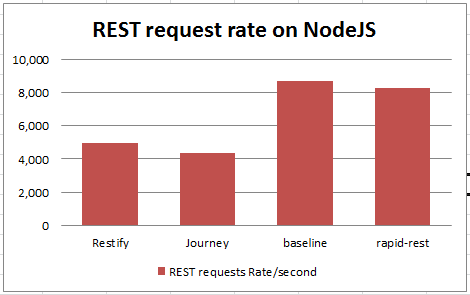 REST request rate on NodeJS
10,000
8,000
6,000
4,000
2,000
0
Restify Journey baseline rapid-rest
REST requests Rate/second